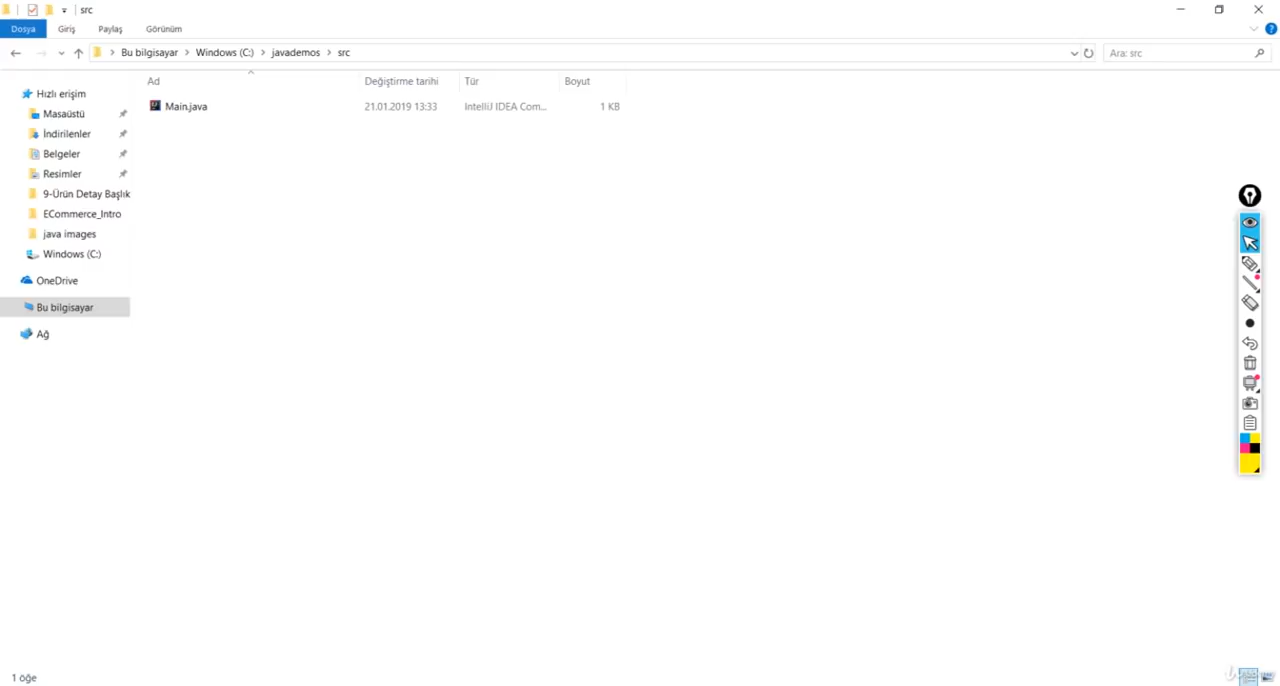 src
Dosya Giriş Paylaş Görünüm
Bu bilgisayar Windows (C:) javademos src
Ara: src
Ad Değiştirme tarihi Tür Boyut
Main.java 21.01.2019 13:33 IntelliJ IDEA Com... 1 KB
Hızlı erişim
Masaüstü
İndirilenler
Belgeler
Resimler
9-Ürün Detay Başlık
ECommerce_Intro
java images
Windows (C:)
OneDrive
Bu bilgisayar
Ağ
1 öğe